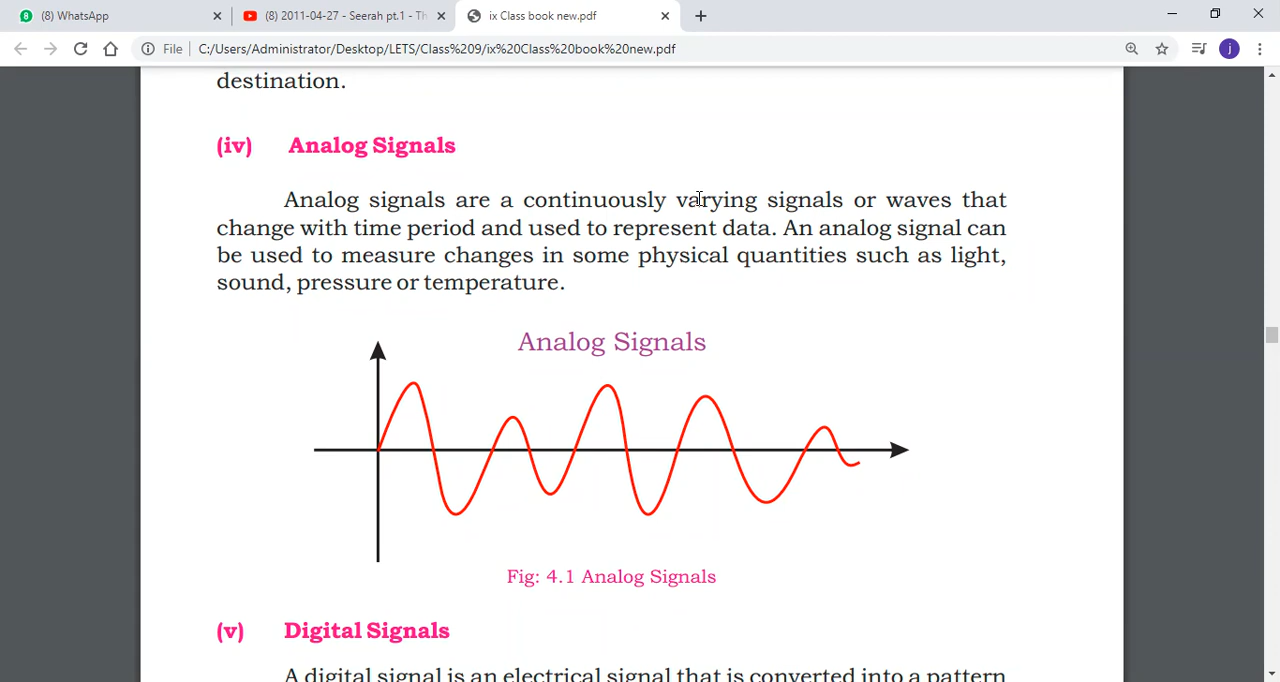 (8) WhatsApp
(8) 2011-04-27 - Seerah pt.1 - Th
ix Class book new.pdf
File
C:/Users/Administrator/Desktop/LETS/Class%209/ix%20Class%20book%20new.pdf
j
destination.
(iv) Analog Signals
Analog signals are a continuously varying signals or waves that
change with time period and used to represent data. An analog signal can
be used to measure changes in some physical quantities such as light,
sound, pressure or temperature.
Analog Signals
Fig: 4.1 Analog Signals
(v) Digital Signals
A digital signal is an electrical signal that is converted into a pattern